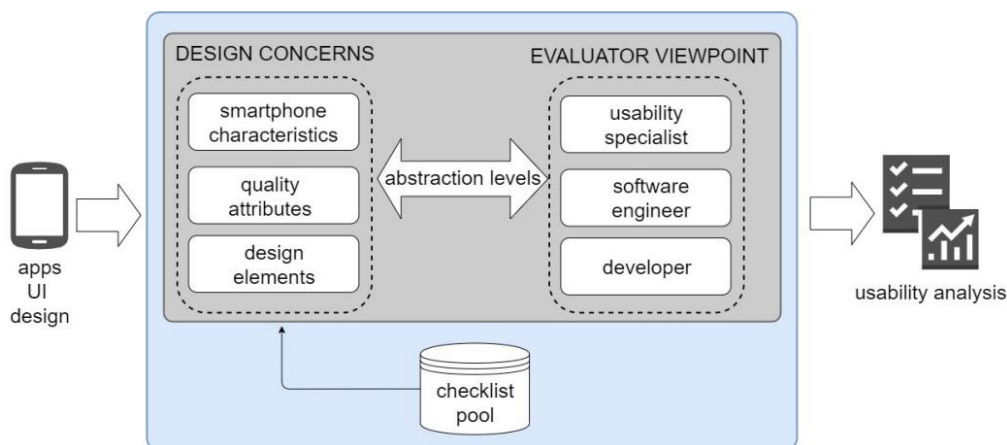 DESIGN CONCERNS
EVALUATOR VIEWPOINT
smartphone
characteristics
quality
attributes
design
elements
abstraction levels
usability
specialist
software
engineer
developer
apps
UI
design
usability analysis
checklist
pool